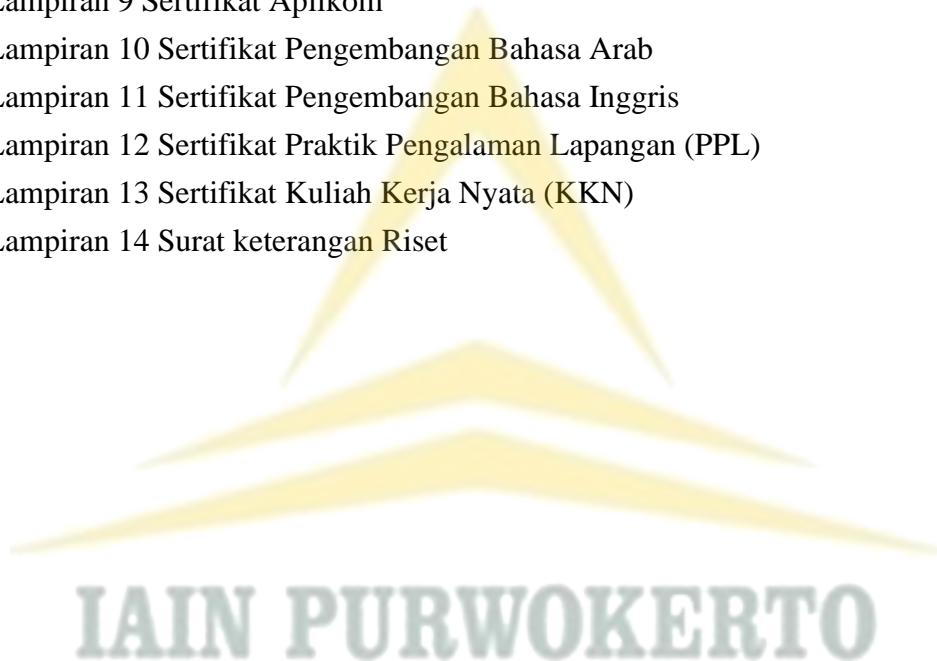 Lampiran 9 Sertifikat Aplikom
Lampiran 10 Sertifikat Pengembangan Bahasa Arab
Lampiran 11 Sertifikat Pengembangan Bahasa Inggris
Lampiran 12 Sertifikat Praktik Pengalaman Lapangan (PPL)
Lampiran 13 Sertifikat Kuliah Kerja Nyata (KKN)
Lampiran 14 Surat keterangan Riset
IAIN PURWOKERTO